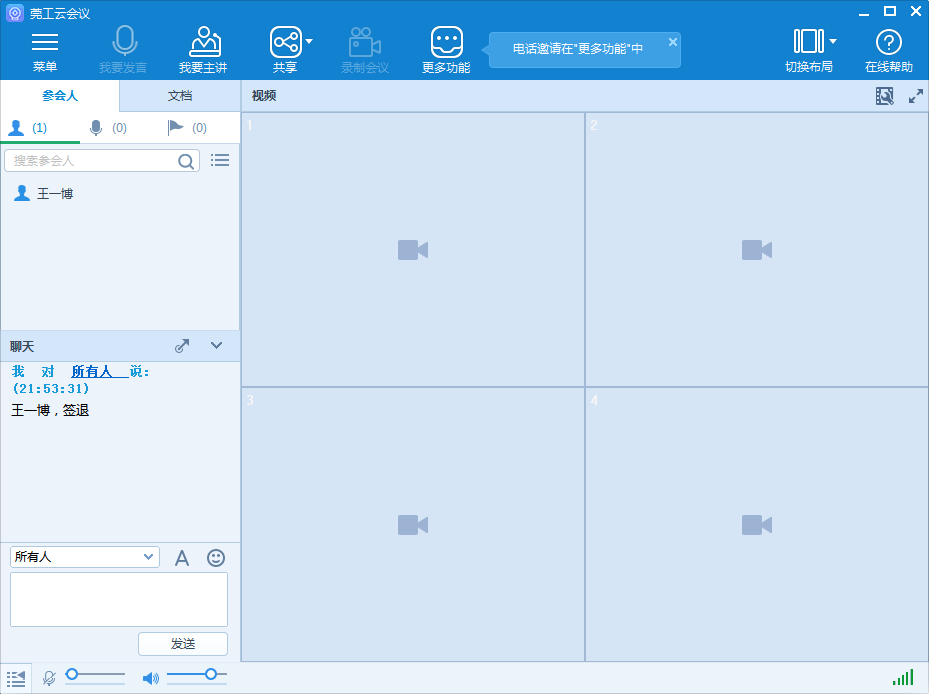 莞工云会议
菜单
我要发言
我要主讲
共享
录制会议
更多功能
电话邀请在"更多功能"中
切换布局
在线帮助
参会人
文档
视频
(1)
(0)
(0)
搜索参会人
王一博
聊天
我 对 所有人 说:
(21:53:31)
王一博，签退
所有人
发送
1
2
3
4